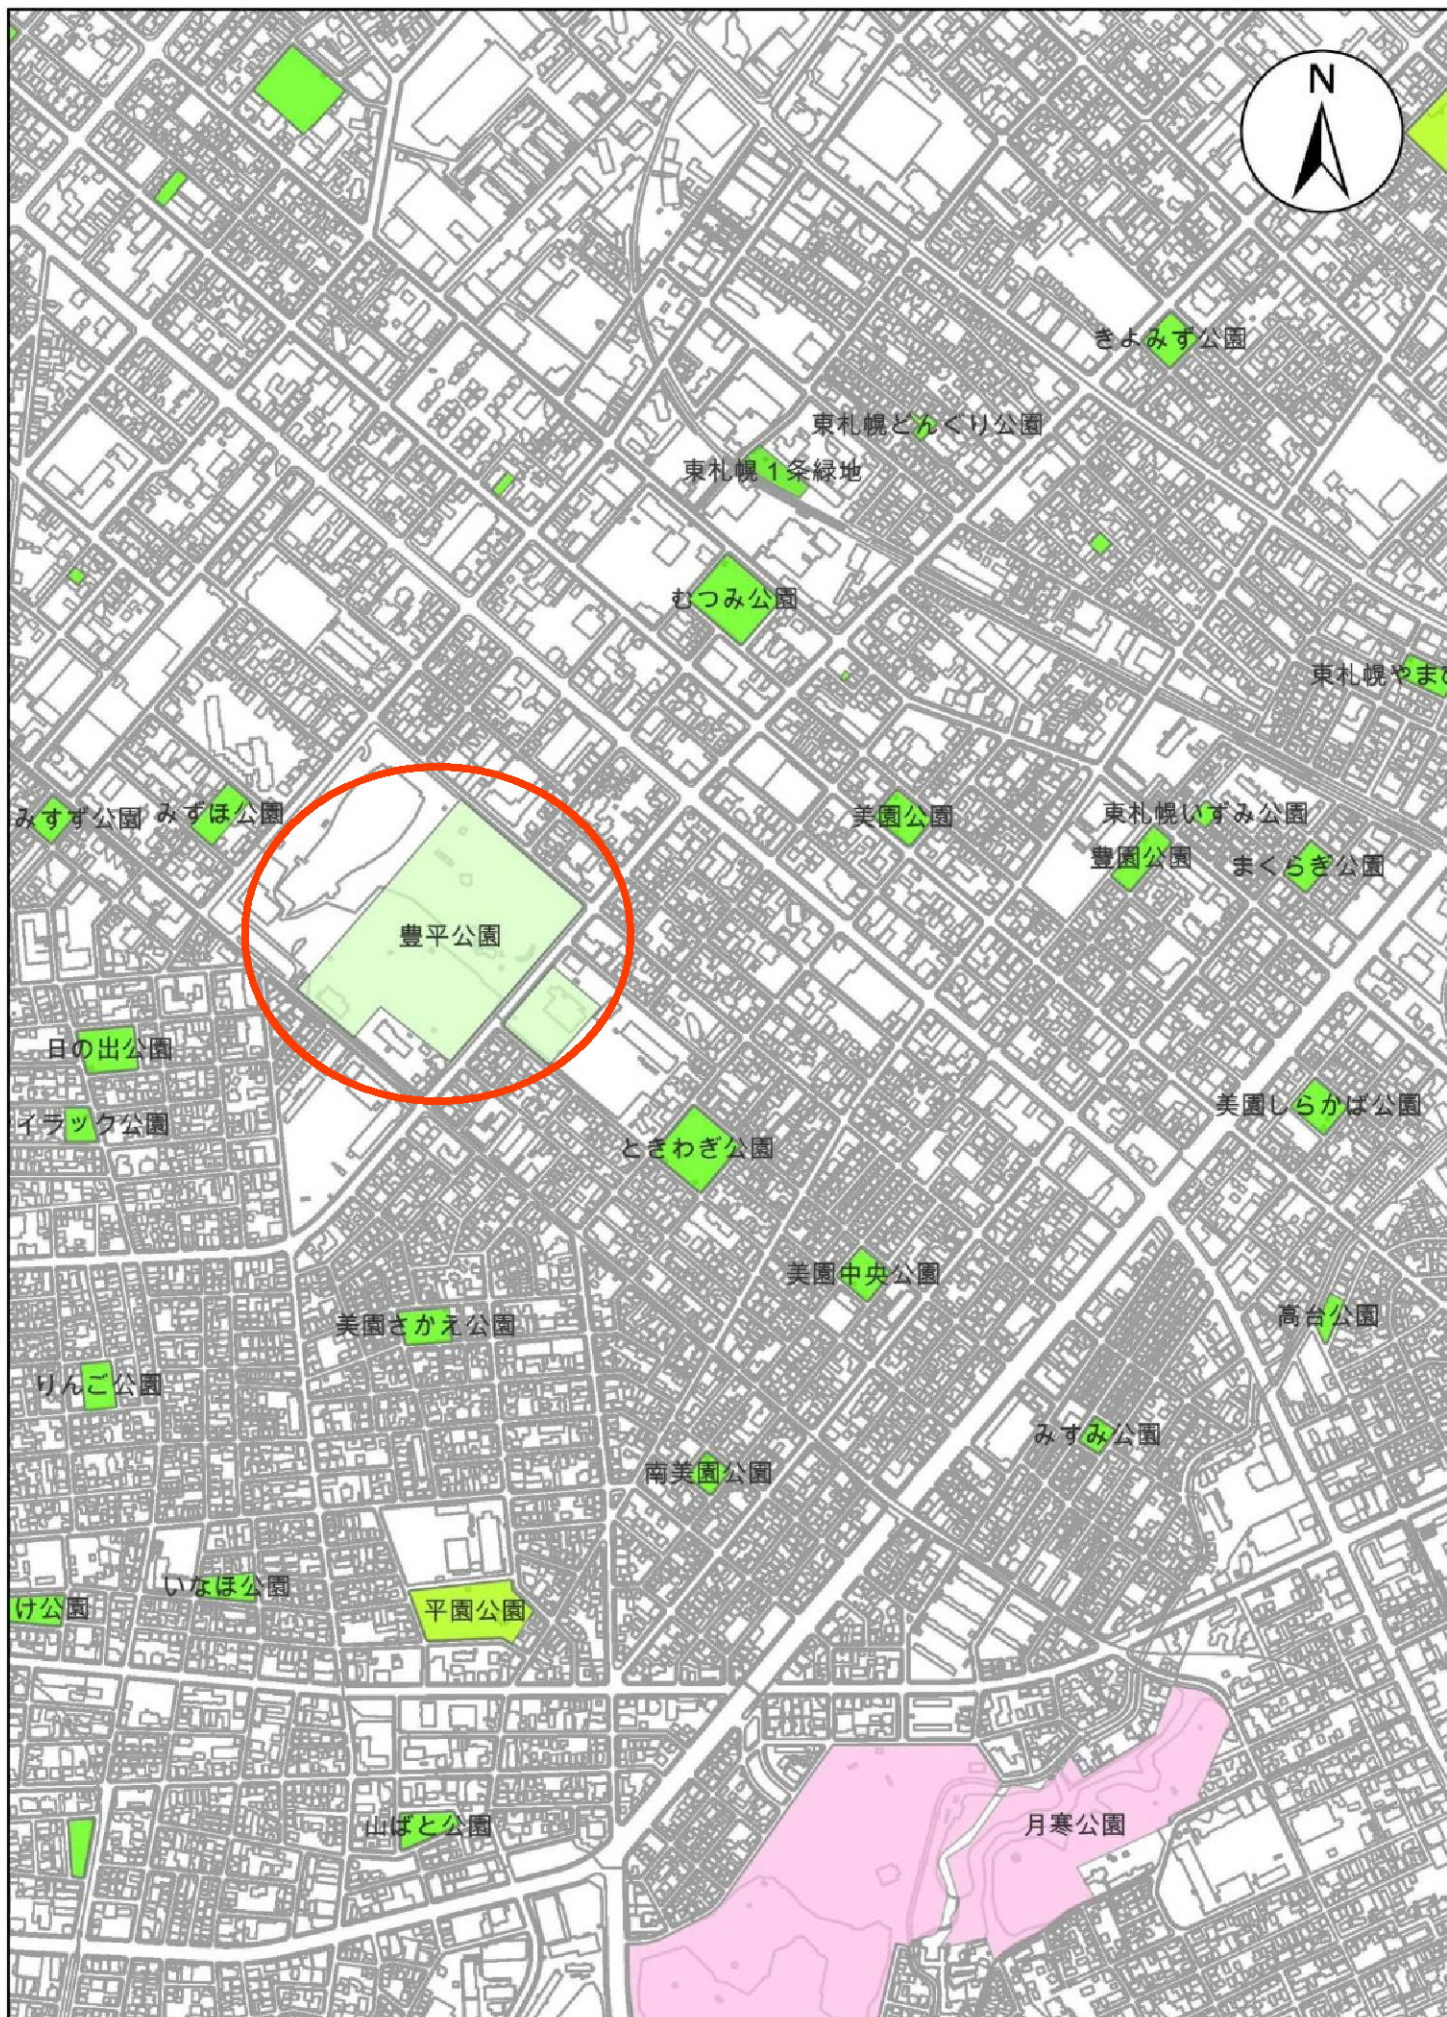 N
きよみず公園
東札幌どんぐり公園
東札幌1条緑地
むつみ公園
東札幌やまび
みすず公園
みずほ公園
美園公園
東札幌いずみ公園
豊園公園
まくらぎ公園
豊平公園
日の出公園
イラック公園
美園しらかば公園
ときわぎ公園
美園中央公園
高台公園
美園さかえ公園
りんご公園
みすみ公園
南美園公園
いなほ公園
け公園
平園公園
山ばと公園
月寒公園